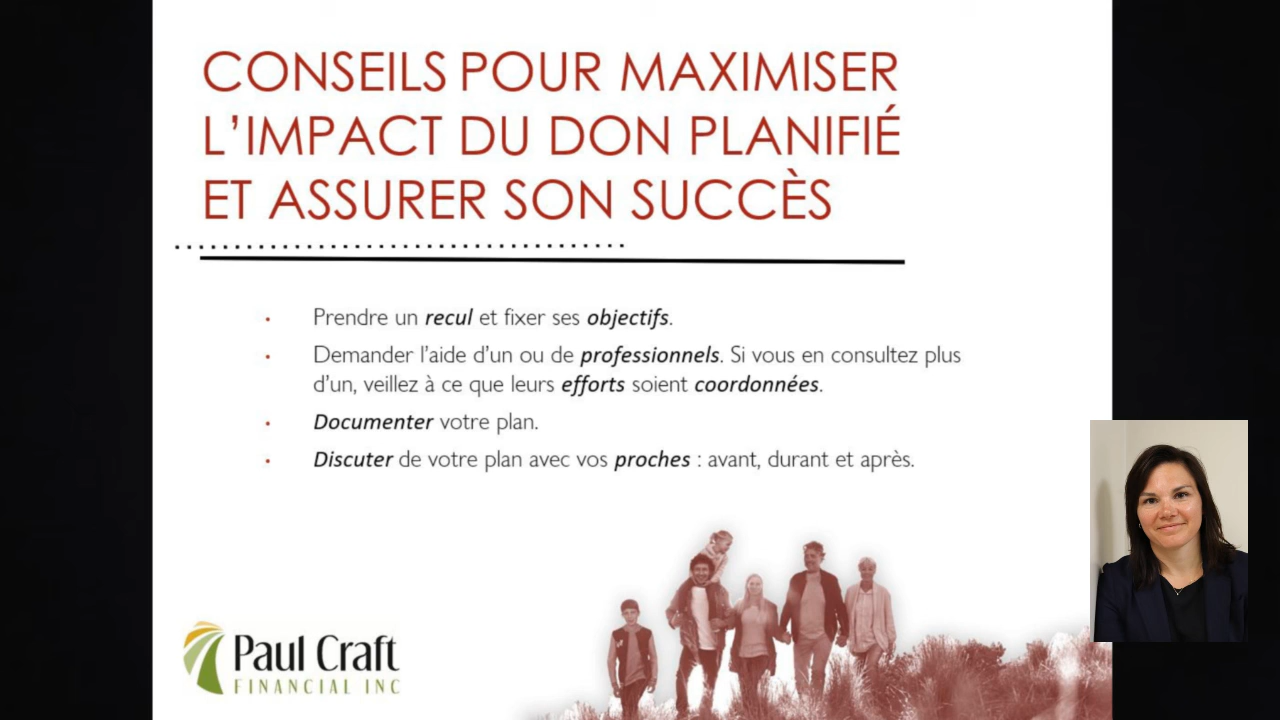 CONSEILS POUR MAXIMISER
L’IMPACT DU DON PLANIFIÉ
ET ASSURER SON SUCCÈS
• Prendre un recul et fixer ses objectifs.
• Demander l’aide d’un ou de professionnels. Si vous en consultez plus
d’un, veillez à ce que leurs efforts soient coordonnées.
• Documenter votre plan.
• Discuter de votre plan avec vos proches : avant, durant et après.
Paul Craft
FINANCIAL INC